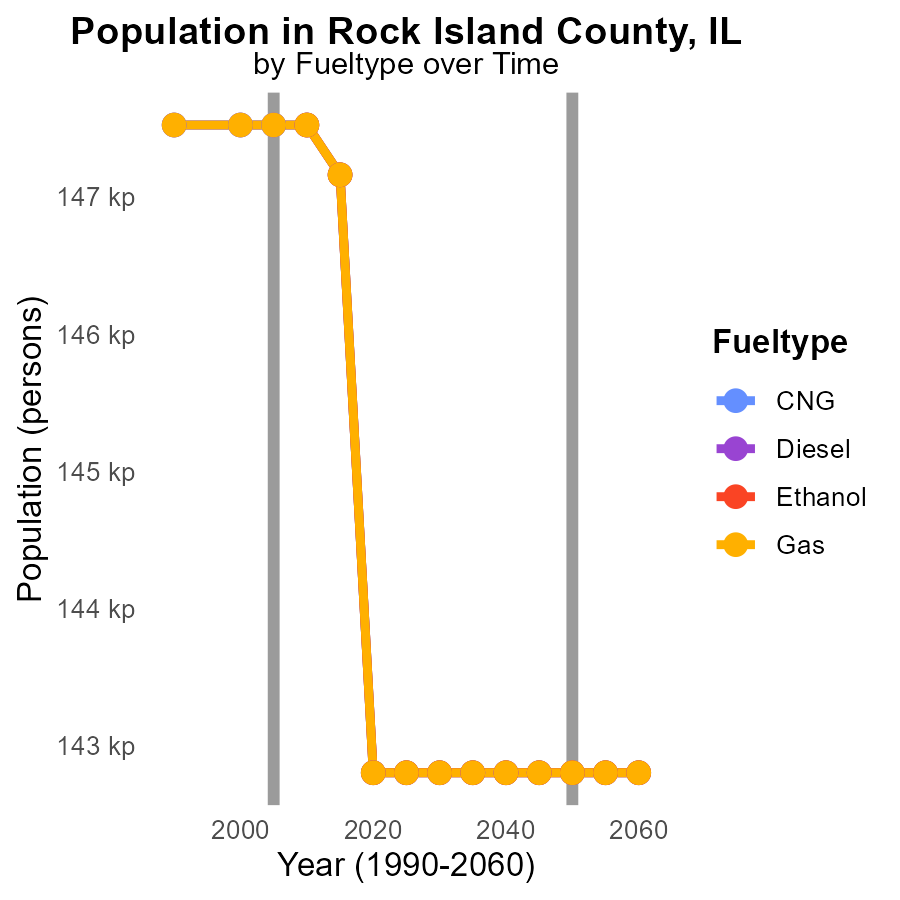 Population in Rock Island County, IL
by Fueltype over Time
Population (persons)
147 kp
146 kp
145 kp
144 kp
143 kp
2000 2020 2040 2060
Year (1990-2060)
Fueltype
CNG
Diesel
Ethanol
Gas